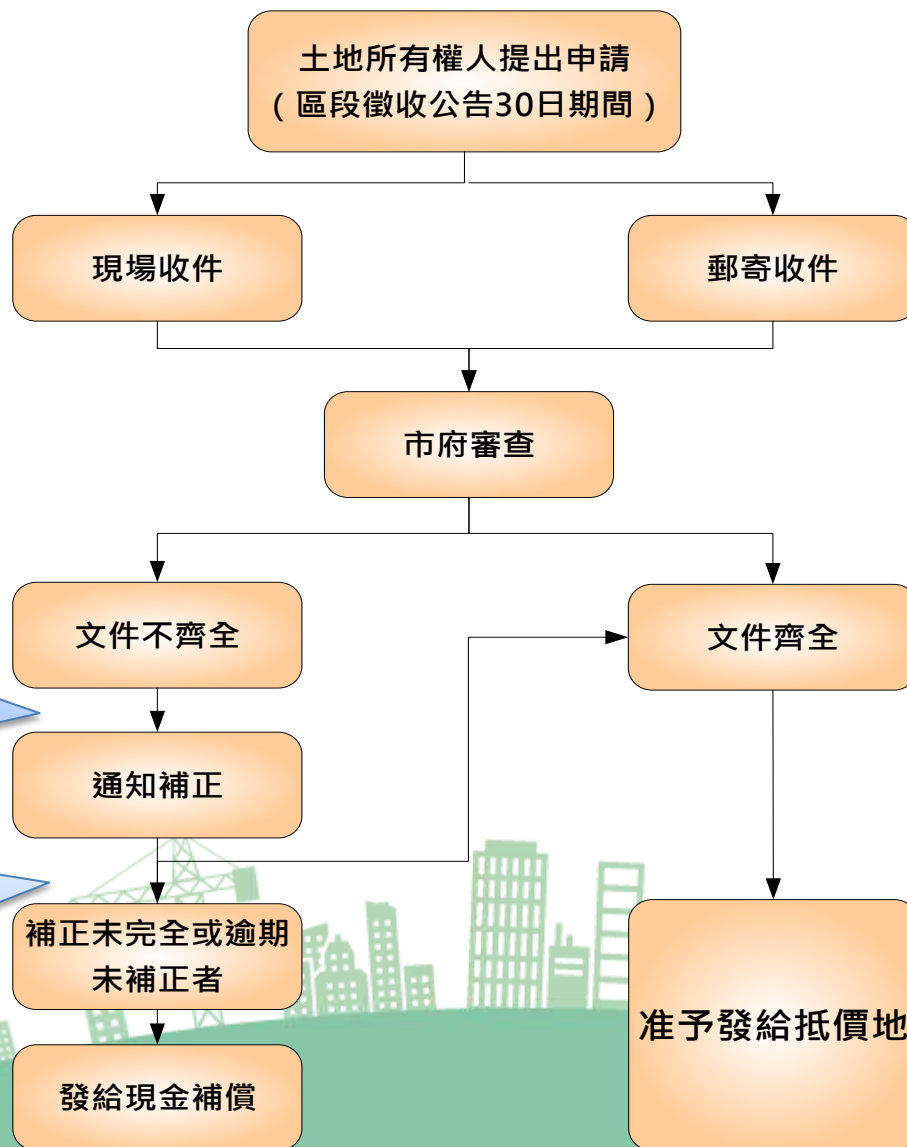 土地所有權人提出申請
（區段徵收公告30日期間）
現場收件
郵寄收件
市府審查
文件不齊全
文件齊全
通知補正
補正未完全或逾期
未補正者
准予發給抵價地
發給現金補償